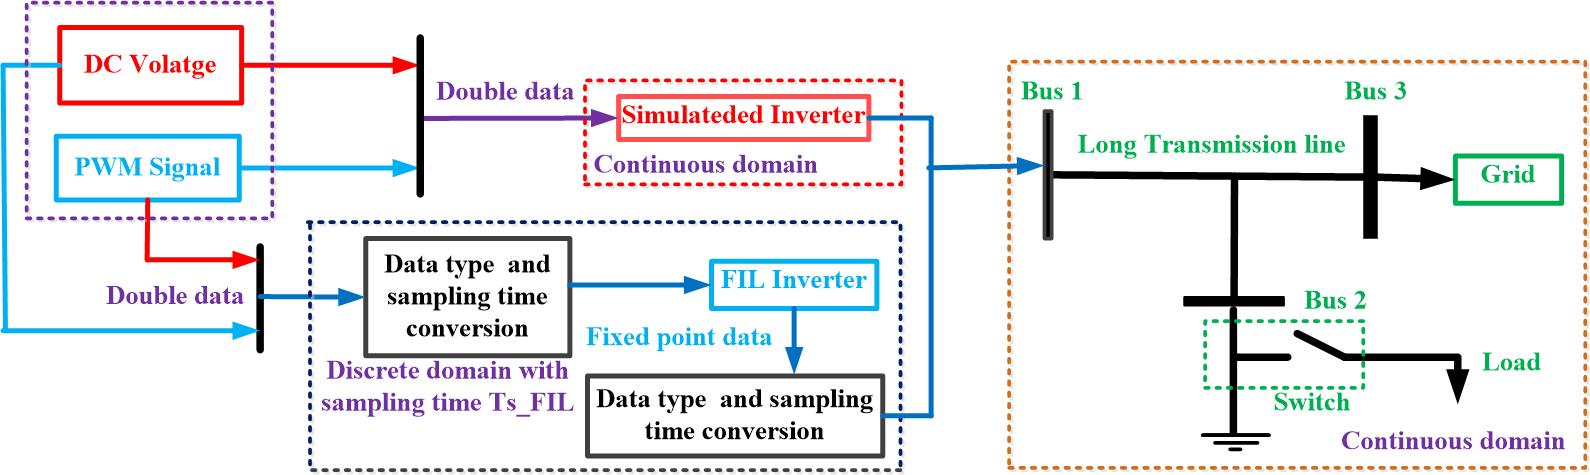 DC Volatge
PWM Signal
Double data
Double data
Simulateded Inverter
Continuous domain
Data type and
sampling time
conversion
FIL Inverter
Fixed point data
Discrete domain with
sampling time Ts_FIL
Data type and sampling
time conversion
Bus 1
Bus 3
Long Transmission line
Grid
Bus 2
Load
Switch
Continuous domain